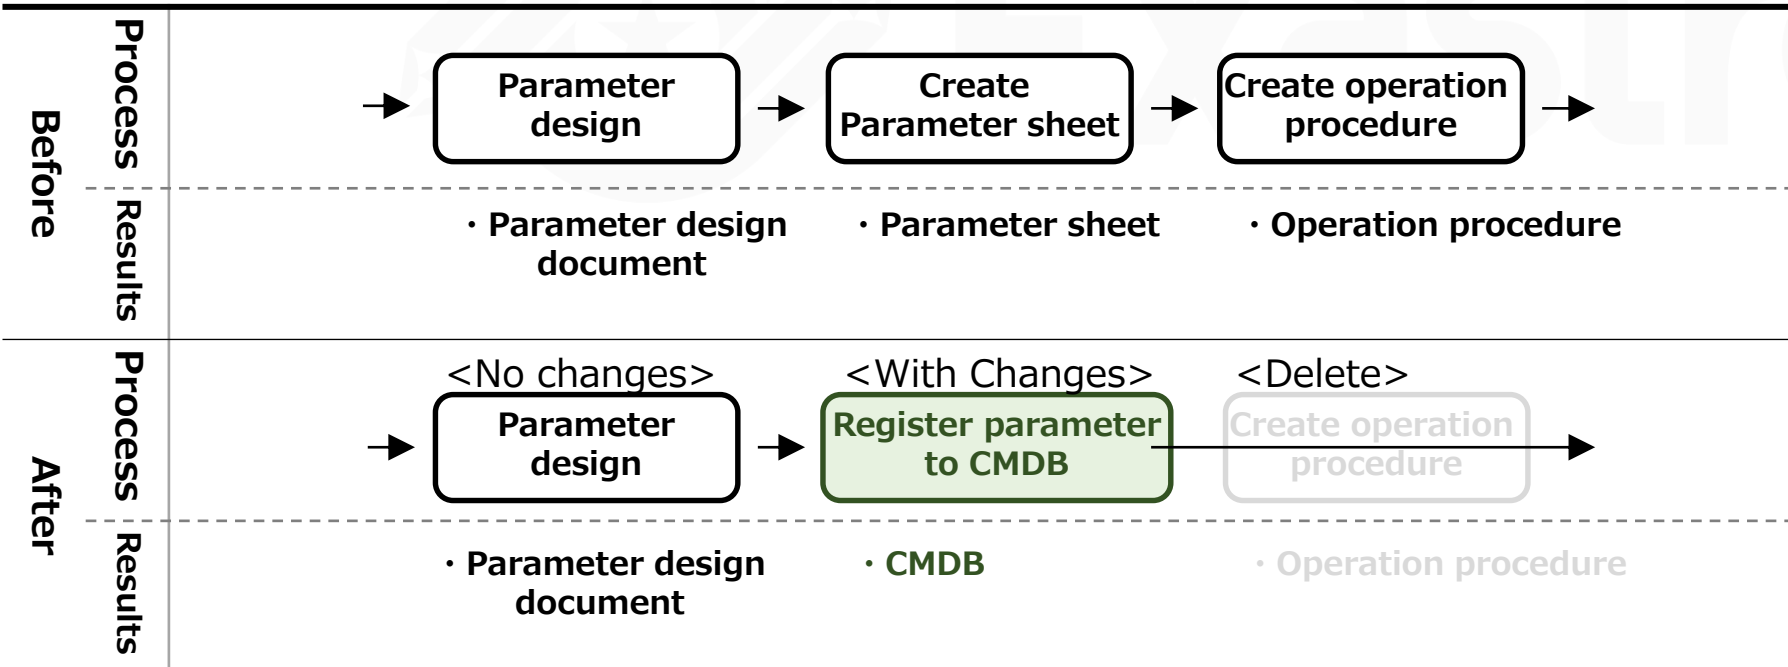 Before
Process
Parameter
design
Create
Parameter sheet
Create operation
procedure
Results
・Parameter design
document
・Parameter sheet
・Operation procedure
After
Process
<No changes>
Parameter
design
<With Changes>
Register parameter
to CMDB
<Delete>
Create operation
procedure
Results
・Parameter design
document
・CMDB
・Operation procedure